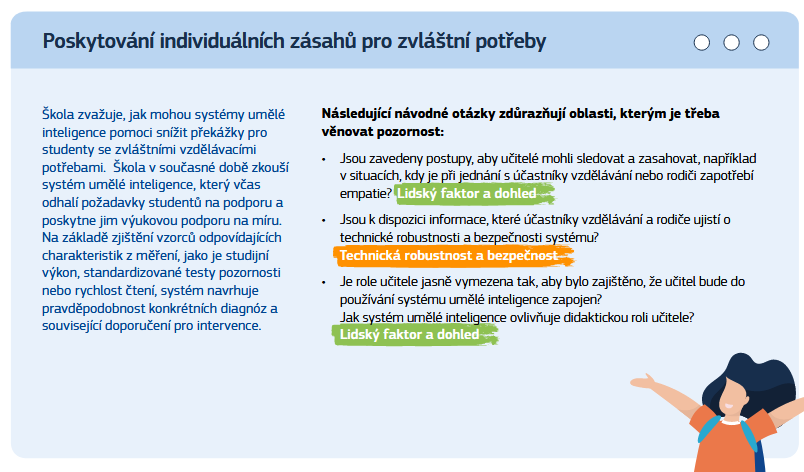 Poskytování individuálních zásahů pro zvláštní potřeby
Škola zvažuje, jak mohou systémy umělé
inteligence pomoci snížit překážky pro
studenty se zvláštními vzdělávacími
potřebami. Škola v současné době zkouší
systém umělé inteligence, který včas
odhalí požadavky studentů na podporu a
poskytne jim výukovou podporu na míru.
Na základě zjištění vzorců odpovídajících
charakteristik z měření, jako je studijní
výkon, standardizované testy pozornosti
nebo rychlost čtení, systém navrhuje
pravděpodobnost konkrétních diagnóz a
související doporučení pro intervence.
Následující návodné otázky zdůrazňují oblasti, kterým je třeba
věnovat pozornost:
• Jsou zavedeny postupy, aby učitelé mohli sledovat a zasahovat, například
v situacích, kdy je při jednání s účastníky vzdělávání nebo rodiči zapotřebí
empatie? Lidský faktor a dohled
• Jsou k dispozici informace, které účastníky vzdělávání a rodiče ujistí o
technické robustnosti a bezpečnosti systému?
Technická robustnost a bezpečnost
• Je role učitele jasně vymezena tak, aby bylo zajištěno, že učitel bude do
používání systému umělé inteligence zapojen?
Jak systém umělé inteligence ovlivňuje didaktickou roli učitele?
Lidský faktor a dohled